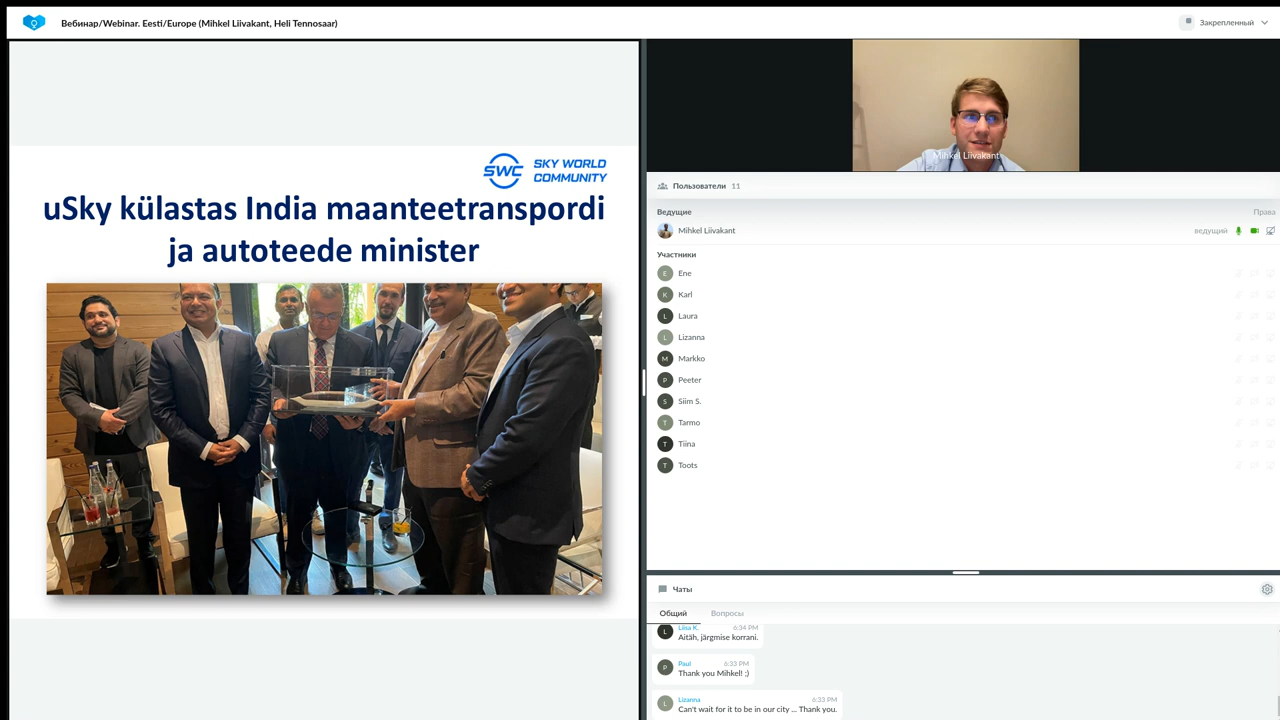 Вебинар/Webinar. Eesti/Europe (Mihkel Liivakant, Heli Tennosaar)
Закрепленный
SWC SKY WORLD
COMMUNITY
uSky külastas India maanteetranspordi
ja autoteede minister
Mihkel Liivakant
Пользователи 11
Ведущие Права
Mihkel Liivakant ведущий
Участники
E Ene
K Karl
L Laura
L Lizanna
M Markko
P Peeter
S Siim S.
T Tarmo
T Tiina
T Toots
Чаты
Общий Вопросы
L Liisa K. 6:34 PM
Aitäh, järgmise korrani.
P Paul 6:33 PM
Thank you Mihkel! ;)
L Lizanna 6:33 PM
Can't wait for it to be in our city ... Thank you.